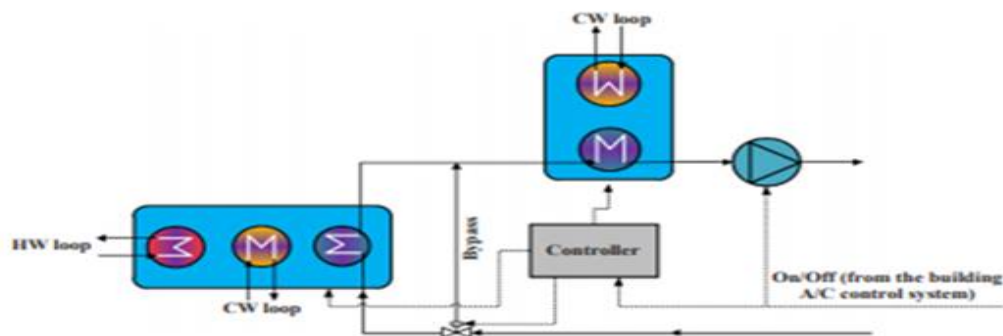 CW loop
HW loop
Bypass
Controller
CW loop
On/Off (from the building
A/C control system)